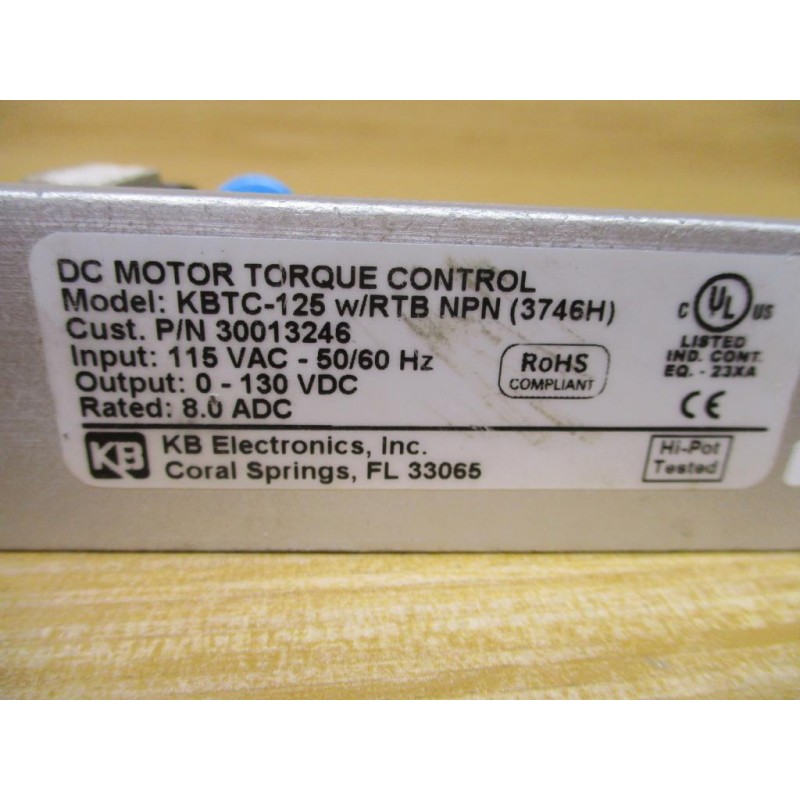 DC MOTOR TORQUE CONTROL
Model: KBTC-125 w/RTB NPN (3746H)
Cust. P/N 30013246
Input: 115 VAC - 50/60 Hz
Output: 0 - 130 VDC
Rated: 8.0 ADC
RoHS
COMPLIANT
C UL US
LISTED
IND. CONT.
EQ. - 23XA
CE
KB
KB Electronics, Inc.
Coral Springs, FL 33065
Hi-Pot
Tested